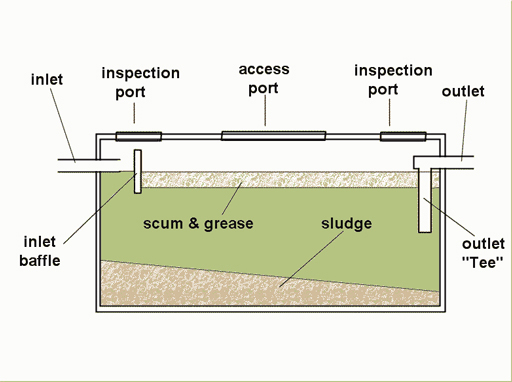 inlet
inspection
port
access
port
inspection
port
outlet
scum & grease
sludge
inlet
baffle
outlet
"Tee"